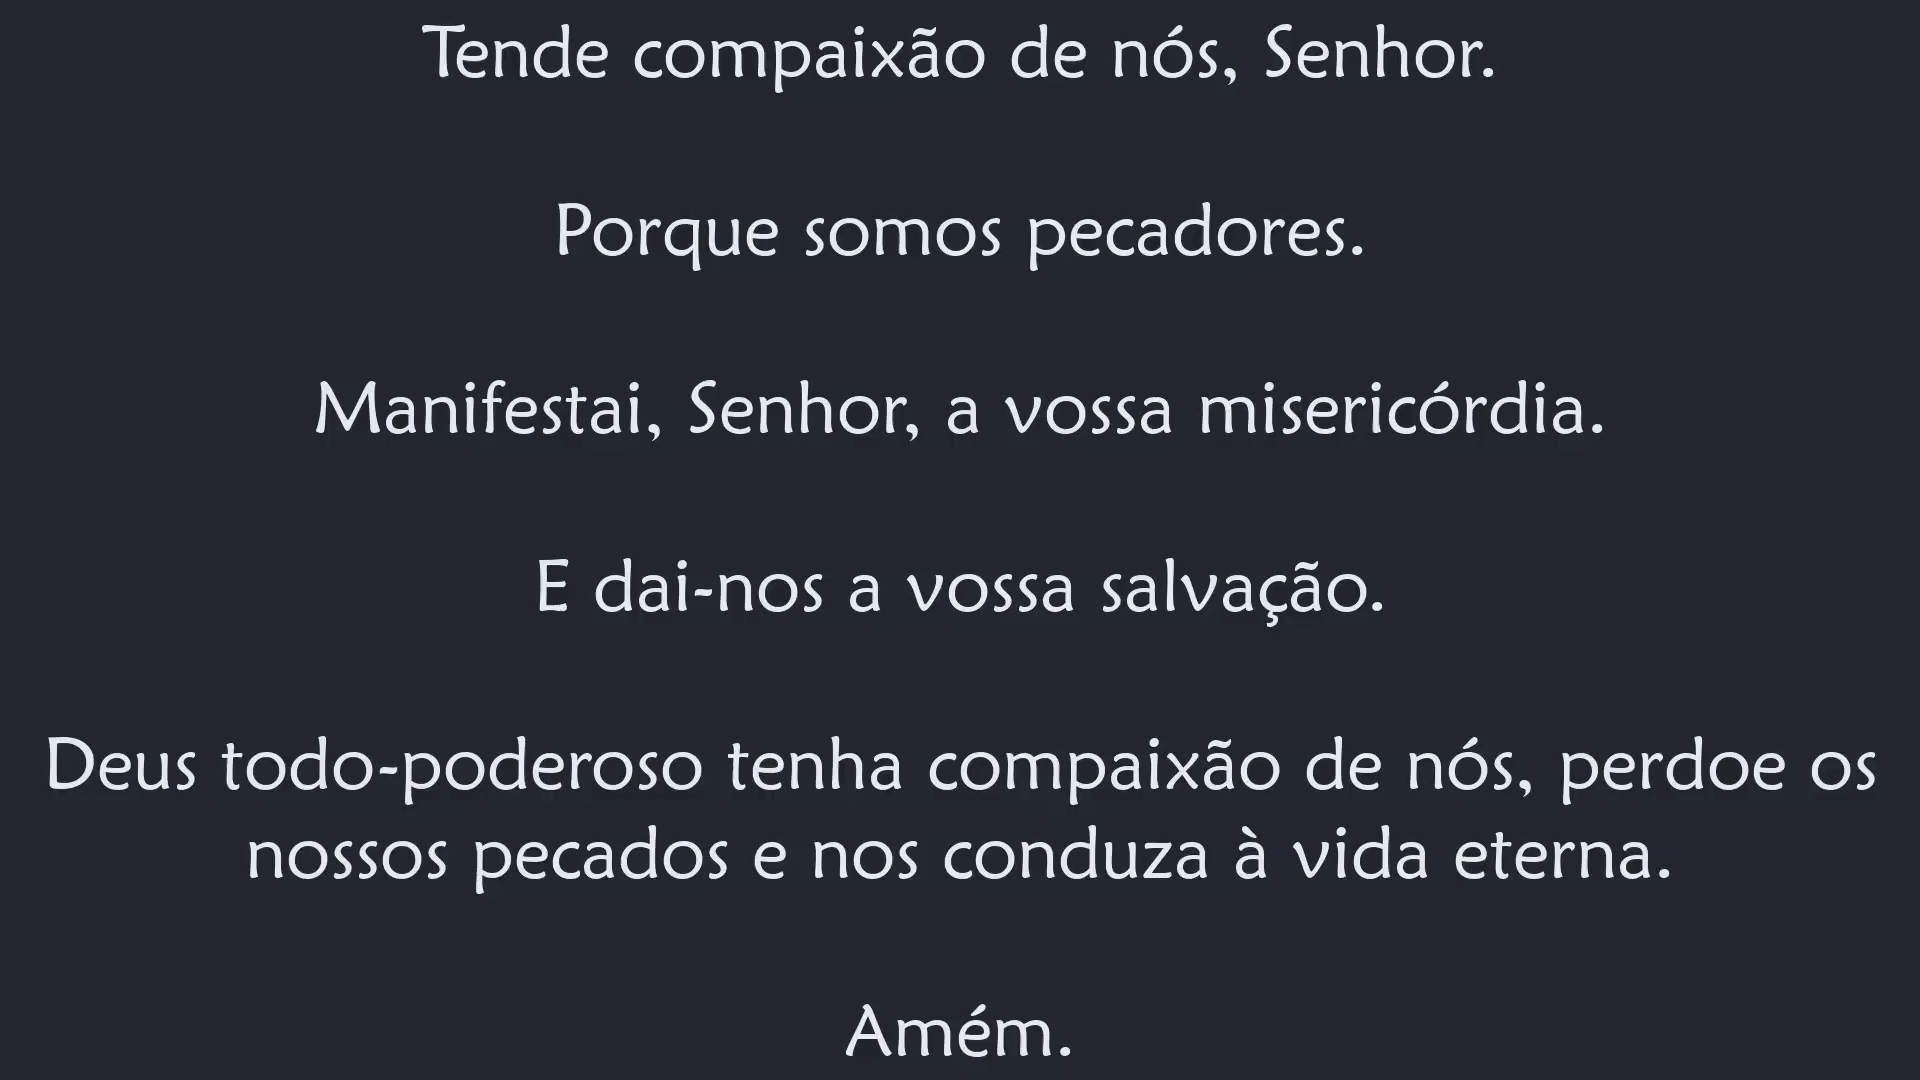 Tende compaixão de nós, Senhor.
Porque somos pecadores.
Manifestai, Senhor, a vossa misericórdia.
E dai-nos a vossa salvação.
Deus todo-poderoso tenha compaixão de nós, perdoe os
nossos pecados e nos conduza à vida eterna.
Amém.